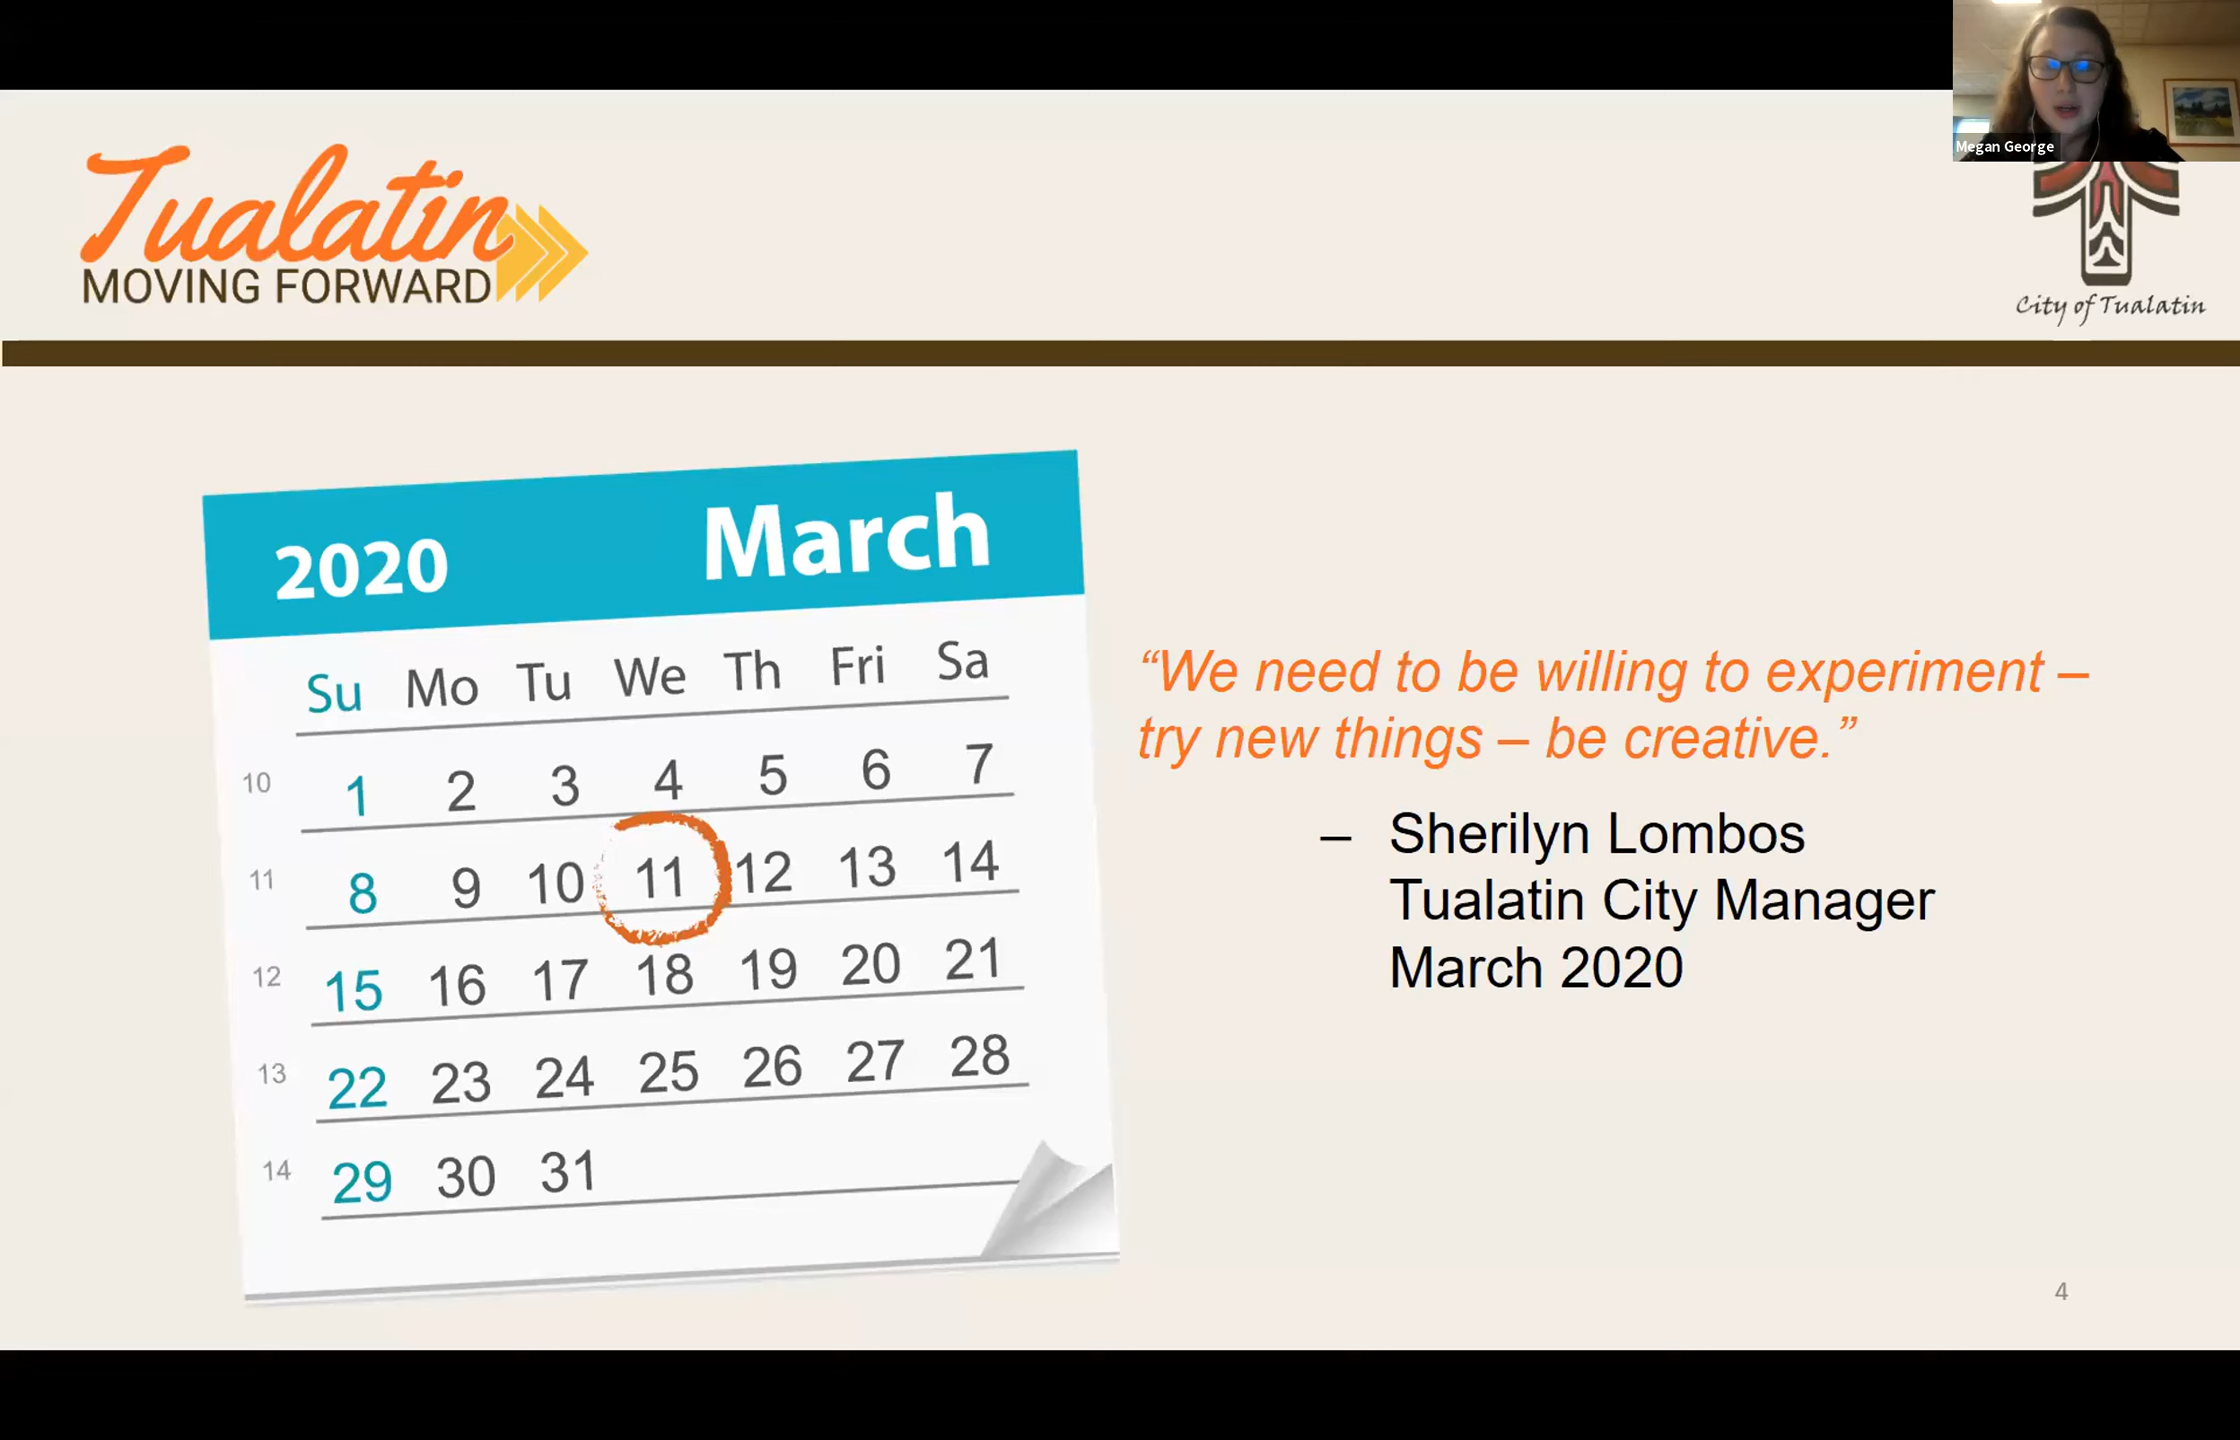 Megan George
Tualatin
MOVING FORWARD
City of Tualatin
2020 March
Su Mo Tu We Th Fri Sa
10 1 2 3 4 5 6 7
11 8 9 10 11 12 13 14
12 15 16 17 18 19 20 21
13 22 23 24 25 26 27 28
14 29 30 31
“We need to be willing to experiment –
try new things – be creative.”
– Sherilyn Lombos
Tualatin City Manager
March 2020
4